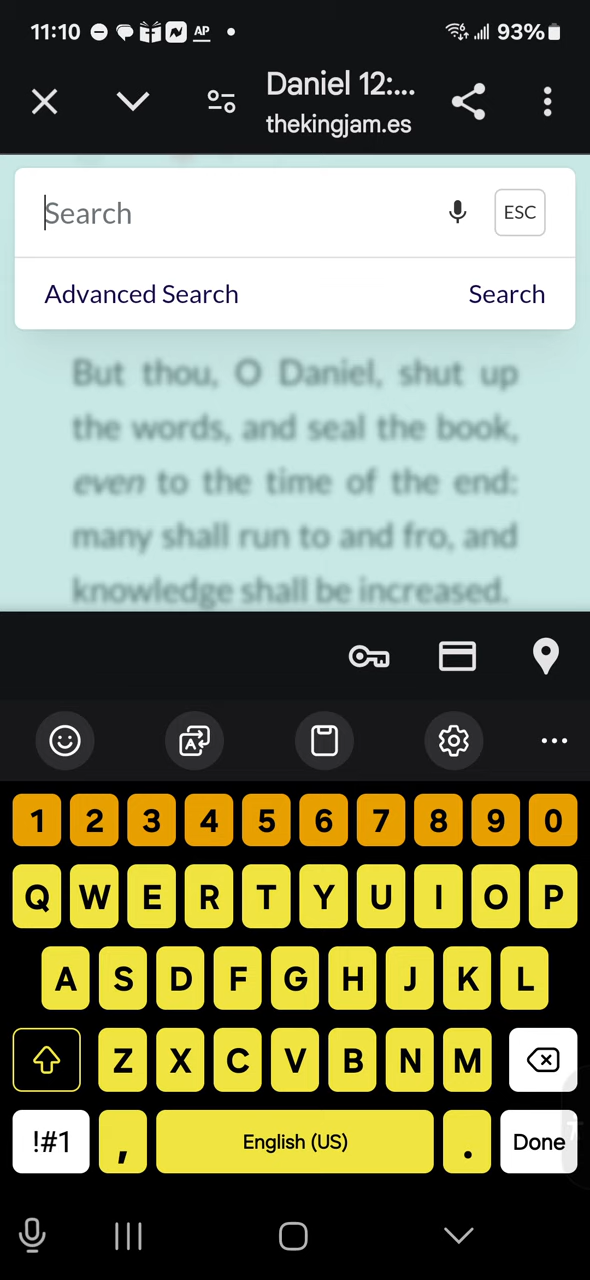 11:10 AP 93%
Daniel 12:...
thekingjam.es
Search ESC
Advanced Search Search
But thou, O Daniel, shut up
the words, and seal the book,
even to the time of the end:
many shall run to and fro, and
knowledge shall be increased.
1 2 3 4 5 6 7 8 9 0
Q W E R T Y U I O P
A S D F G H J K L
Z X C V B N M
!#1 , English (US) . Done